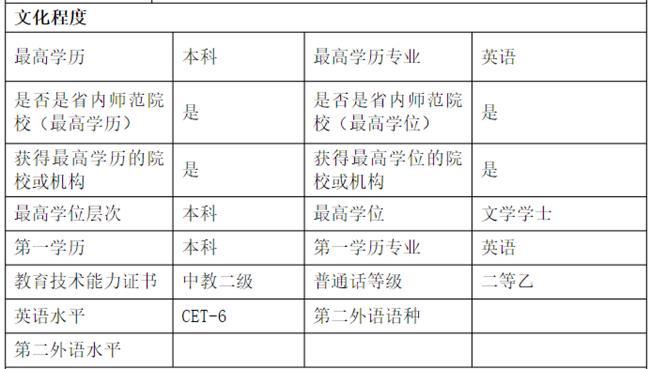 文化程度
最高学历 本科 最高学历专业 英语
是否是省内师范院校（最高学历） 是 是否是省内师范院校（最高学位） 是
获得最高学历的院校或机构 是 获得最高学位的院校或机构 是
最高学位层次 本科 最高学位 文学学士
第一学历 本科 第一学历专业 英语
教育技术能力证书 中教二级 普通话等级 二等乙
英语水平 CET-6 第二外语语种
第二外语水平